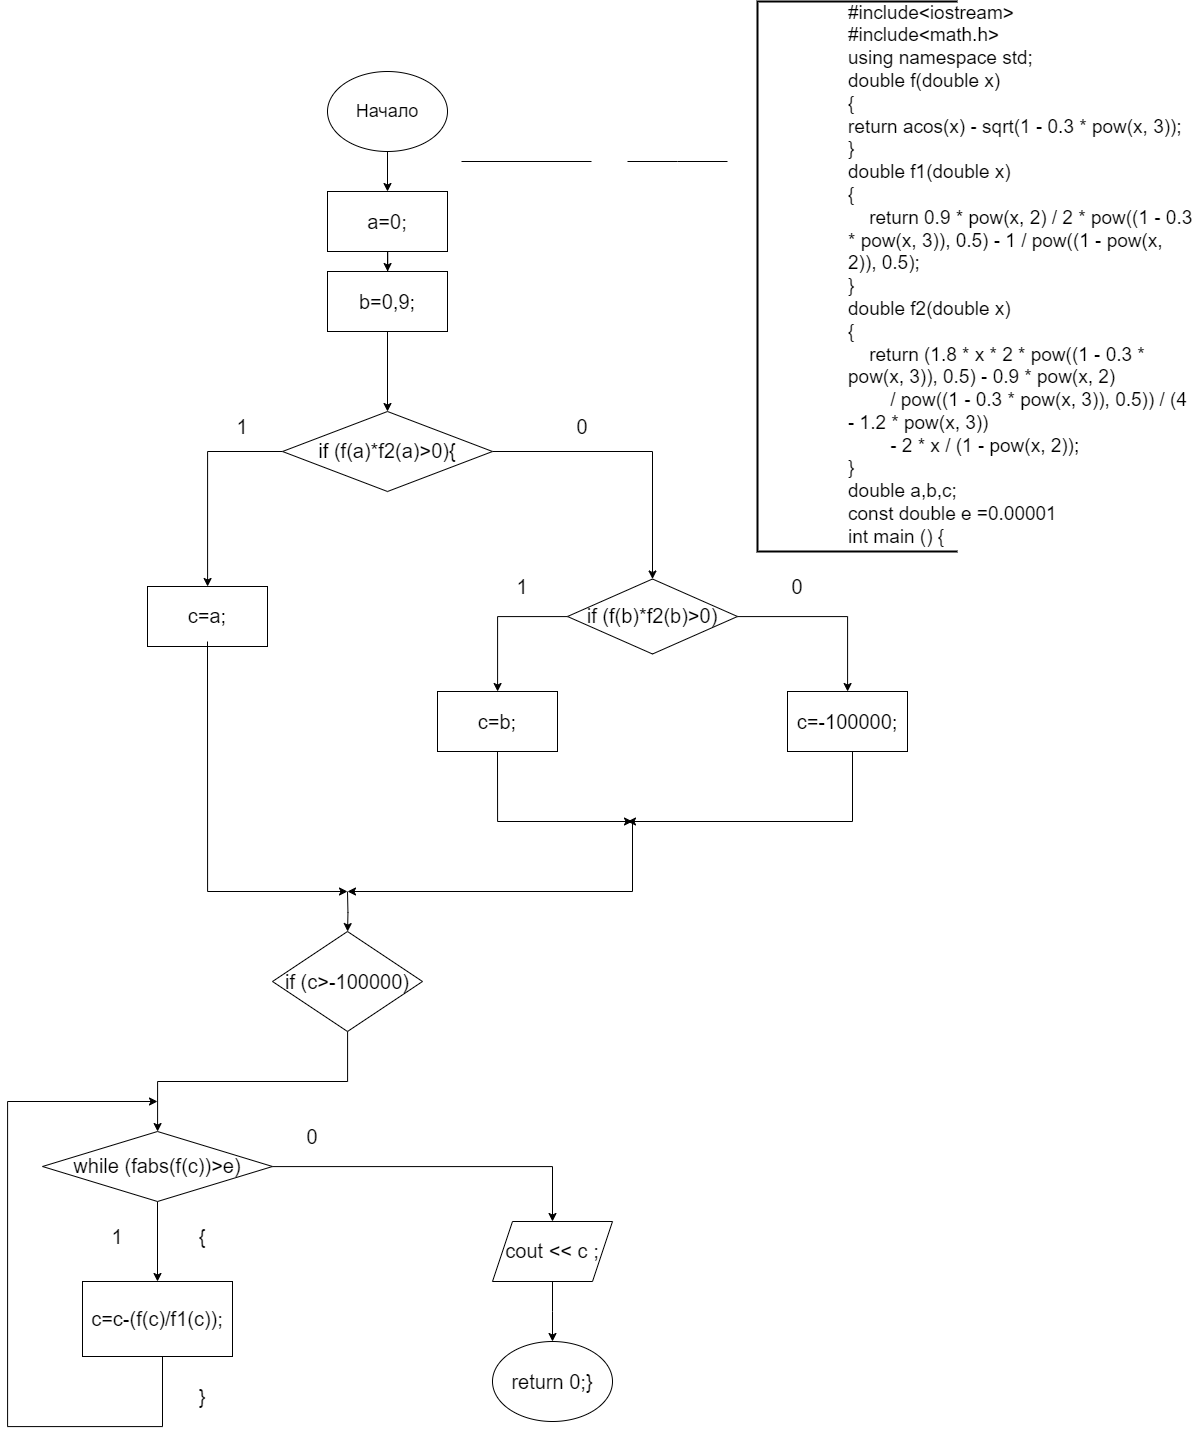 #include<iostream>
#include<math.h>
using namespace std;
double f(double x)
{
return acos(x) - sqrt(1 - 0.3 * pow(x, 3));
}
double f1(double x)
{
return 0.9 * pow(x, 2) / 2 * pow((1 - 0.3
* pow(x, 3)), 0.5) - 1 / pow((1 - pow(x,
2)), 0.5);
}
double f2(double x)
{
return (1.8 * x * 2 * pow((1 - 0.3 *
pow(x, 3)), 0.5) - 0.9 * pow(x, 2)
/ pow((1 - 0.3 * pow(x, 3)), 0.5)) / (4
- 1.2 * pow(x, 3))
- 2 * x / (1 - pow(x, 2));
}
double a,b,c;
const double e =0.00001
int main () {
Начало
a=0;
b=0,9;
1
0
if (f(a)*f2(a)>0){
c=a;
1
0
if (f(b)*f2(b)>0)
c=b;
c=-100000;
if (c>-100000)
0
while (fabs(f(c))>e)
1
{
c=c-(f(c)/f1(c));
}
cout << c ;
return 0;}